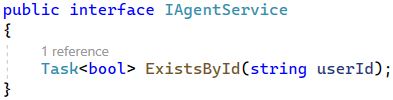 public interface IAgentService
{
1 reference
Task<bool> ExistsById(string userId);
}